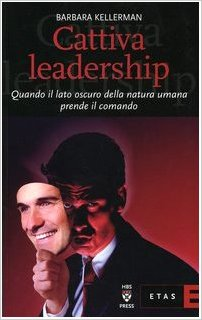 BARBARA KELLERMAN
Cattiva
leadership
Quando il lato oscuro della natura umana
prende il comando
HBS
PRESS
ETAS